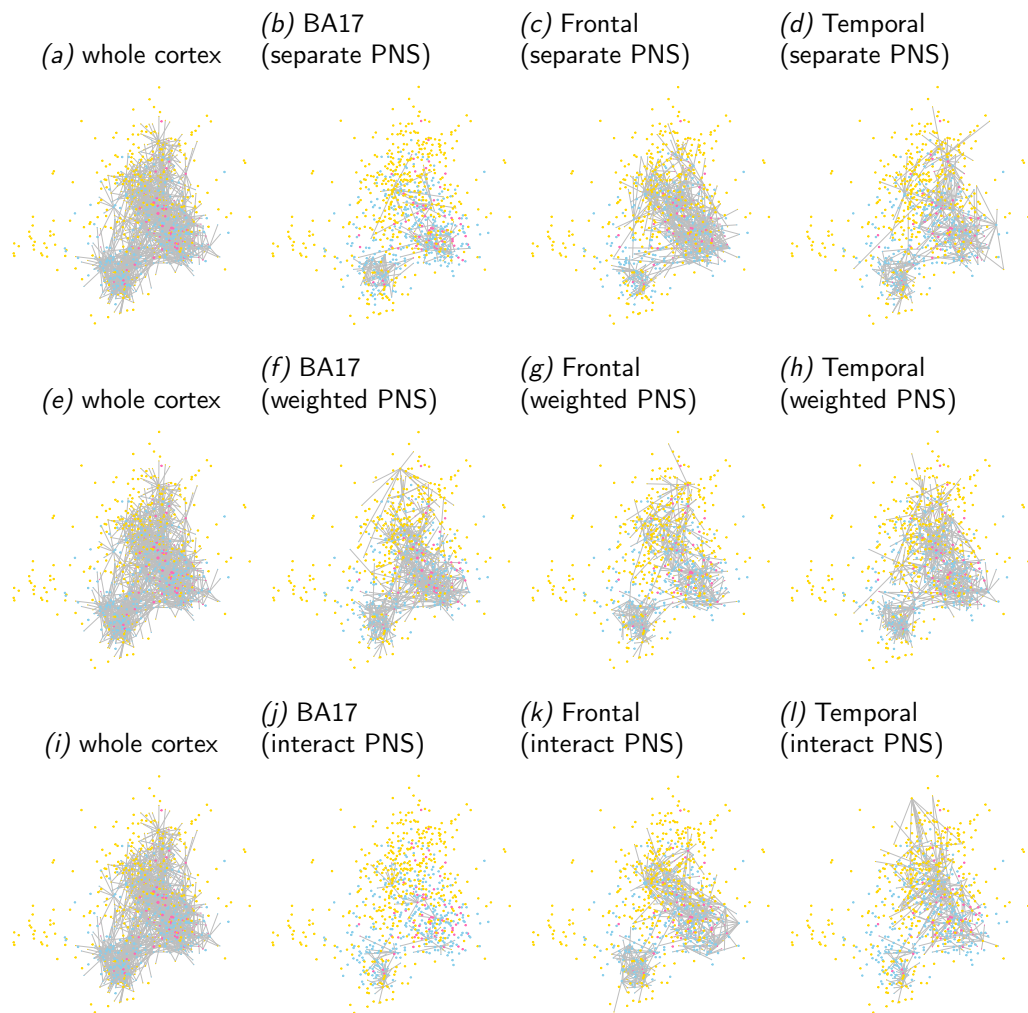 (a) whole cortex
(b) BA17
(separate PNS)
(c) Frontal
(separate PNS)
(d) Temporal
(separate PNS)
(e) whole cortex
(f) BA17
(weighted PNS)
(g) Frontal
(weighted PNS)
(h) Temporal
(weighted PNS)
(i) whole cortex
(j) BA17
(interact PNS)
(k) Frontal
(interact PNS)
(l) Temporal
(interact PNS)